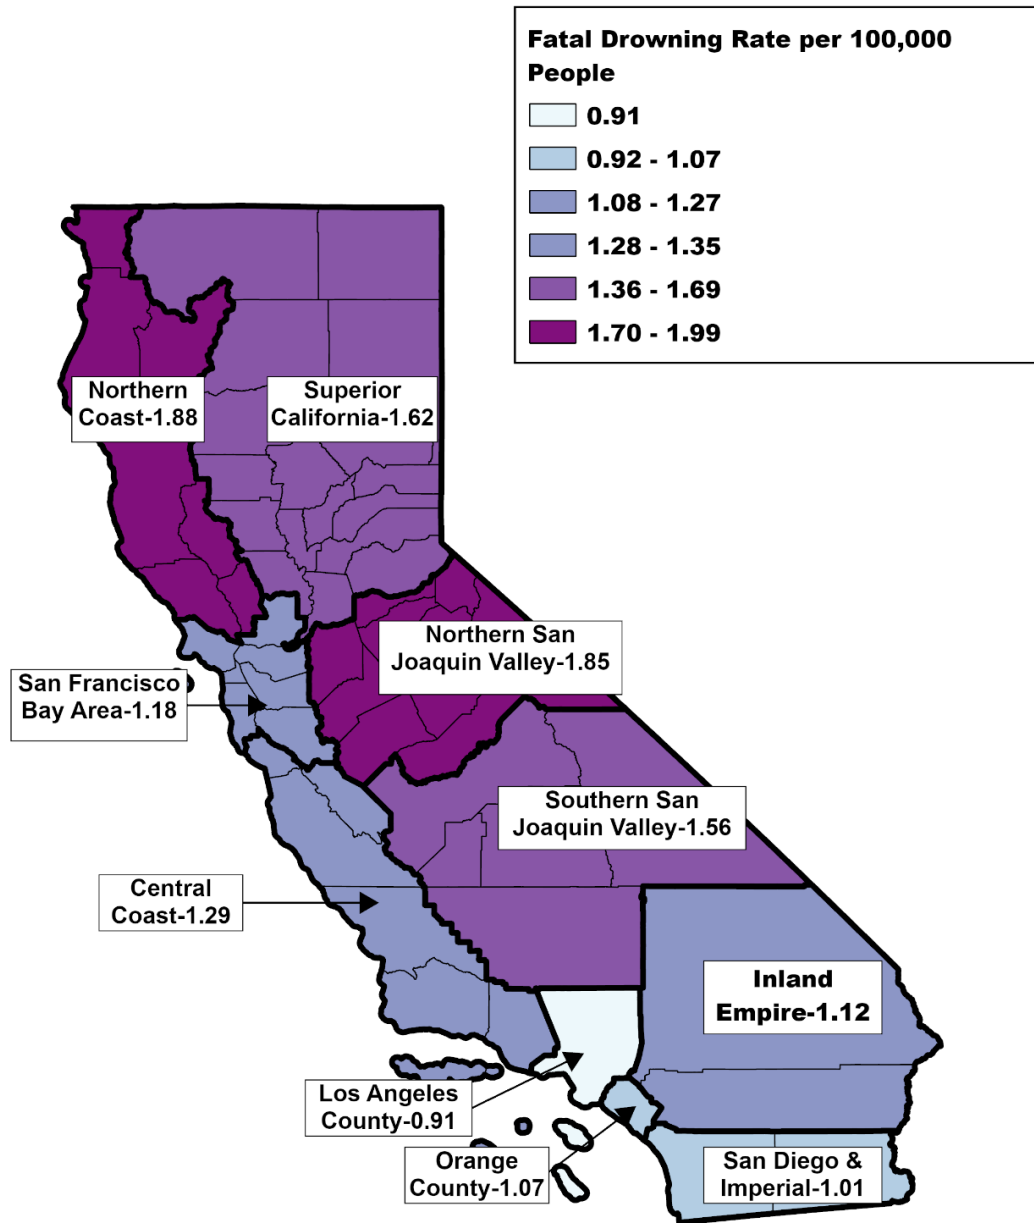 Fatal Drowning Rate per 100,000
People
0.91
0.92 - 1.07
1.08 - 1.27
1.28 - 1.35
1.36 - 1.69
1.70 - 1.99
Northern
Coast-1.88
Superior
California-1.62
Northern San
Joaquin Valley-1.85
San Francisco
Bay Area-1.18
Southern San
Joaquin Valley-1.56
Central
Coast-1.29
Inland
Empire-1.12
Los Angeles
County-0.91
Orange
County-1.07
San Diego &
Imperial-1.01